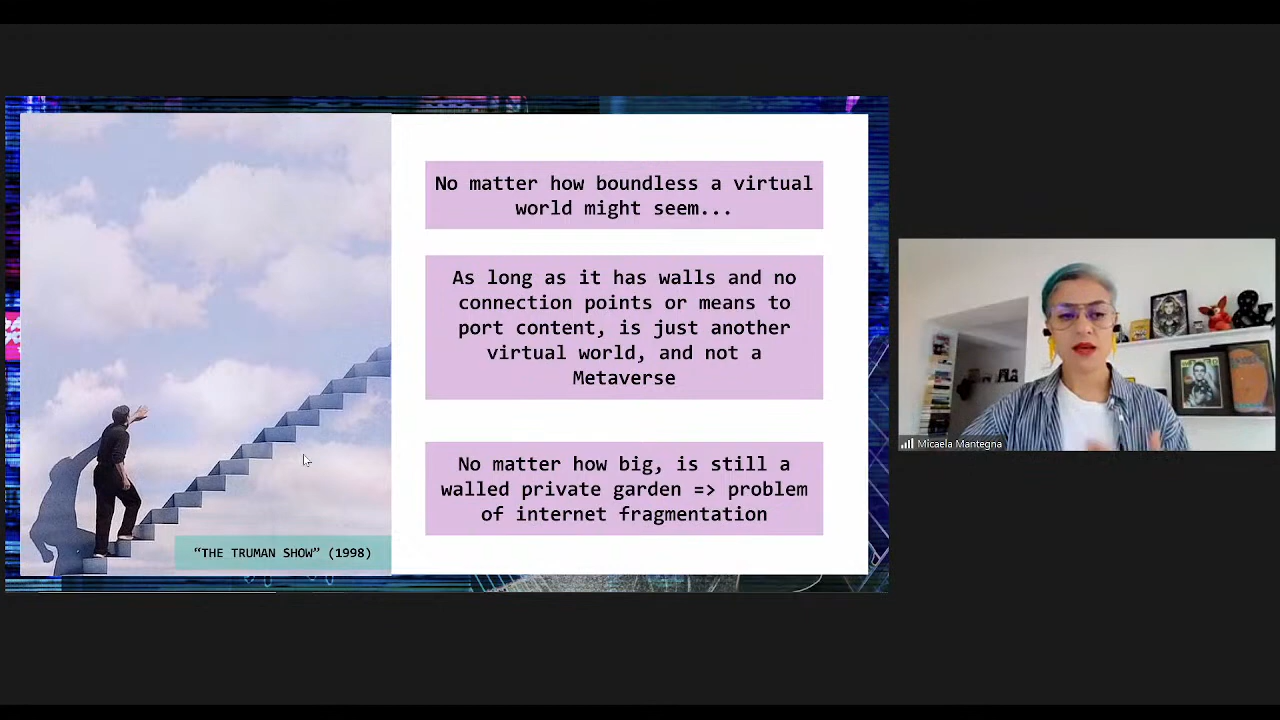 No matter how boundless a virtual
world might seem...
As long as it has walls and no
connection points or means to
port content, is just another
virtual world, and not a
Metaverse
No matter how big, is still a
walled private garden => problem
of internet fragmentation
“THE TRUMAN SHOW” (1998)
Micaela Mantegna